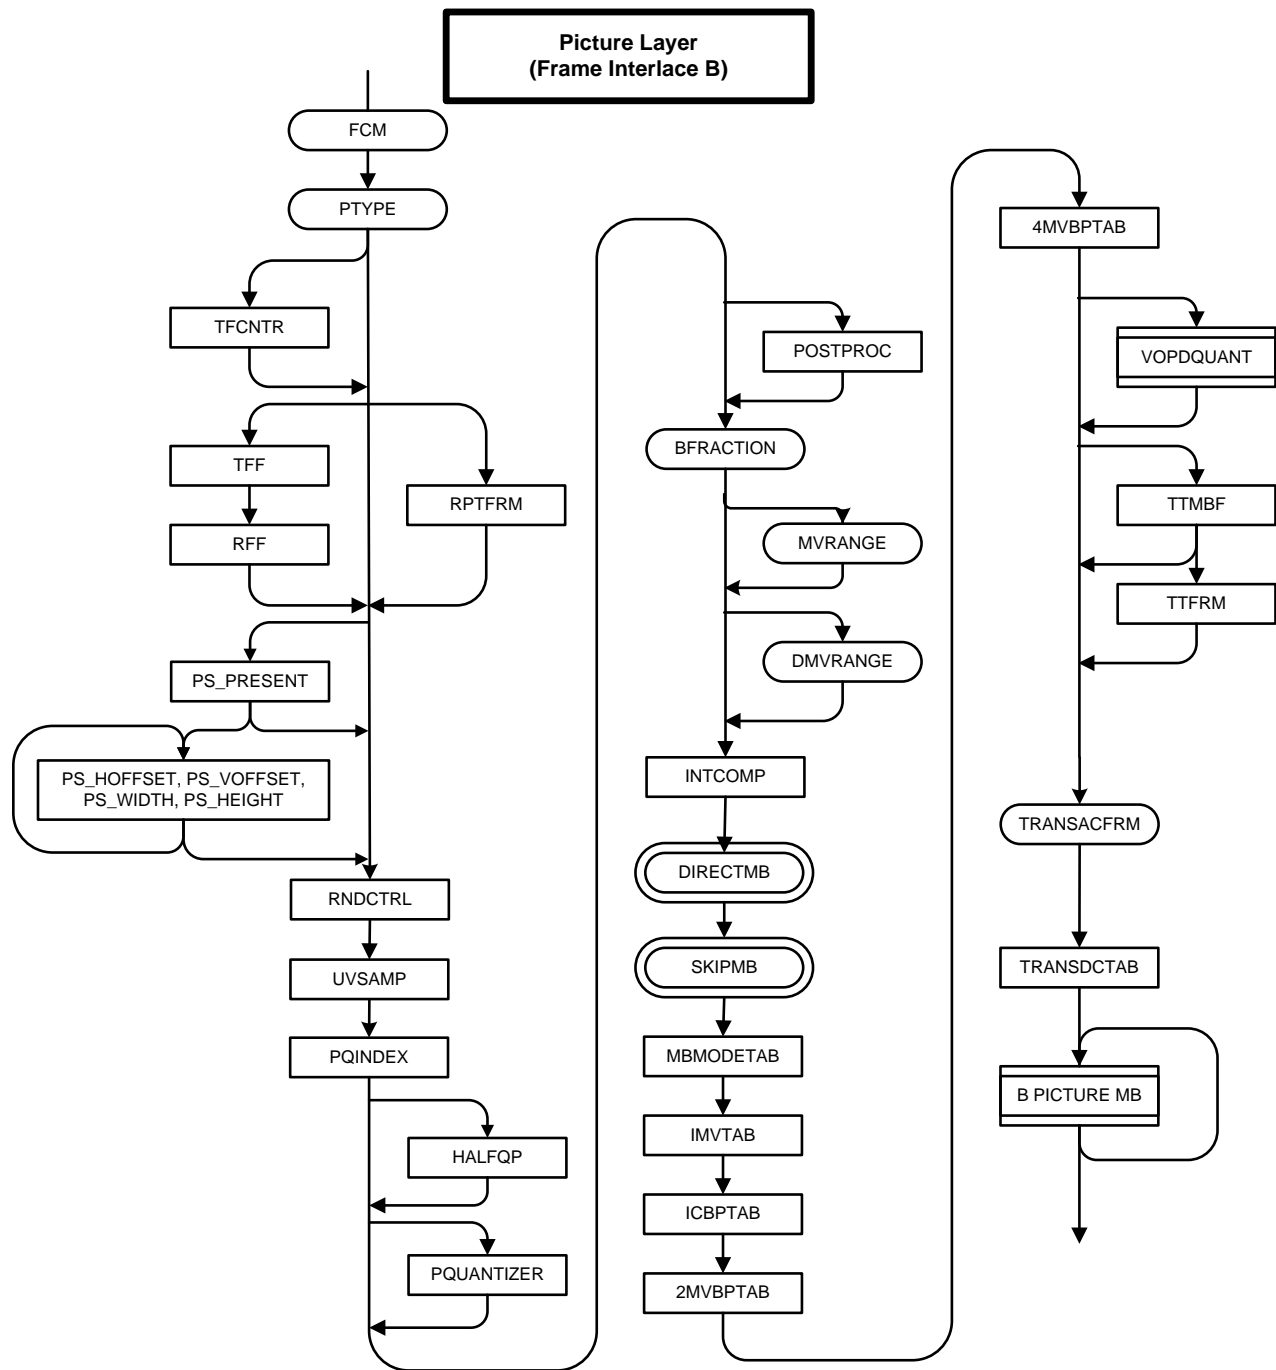 Picture Layer
(Frame Interlace B)
FCM
PTYPE
TFCNTR
TFF
RPTFRM
RFF
PS_PRESENT
PS_HOFFSET, PS_VOFFSET,
PS_WIDTH, PS_HEIGHT
RNDCTRL
UVSAMP
PQINDEX
HALFQP
PQUANTIZER
POSTPROC
BFRACTION
MVRANGE
DMVRANGE
INTCOMP
DIRECTMB
SKIPMB
MBMODETAB
IMVTAB
ICBPTAB
2MVBPTAB
4MVBPTAB
VOPDQUANT
TTMBF
TTFRM
TRANSACFRM
TRANSDCTAB
B PICTURE MB